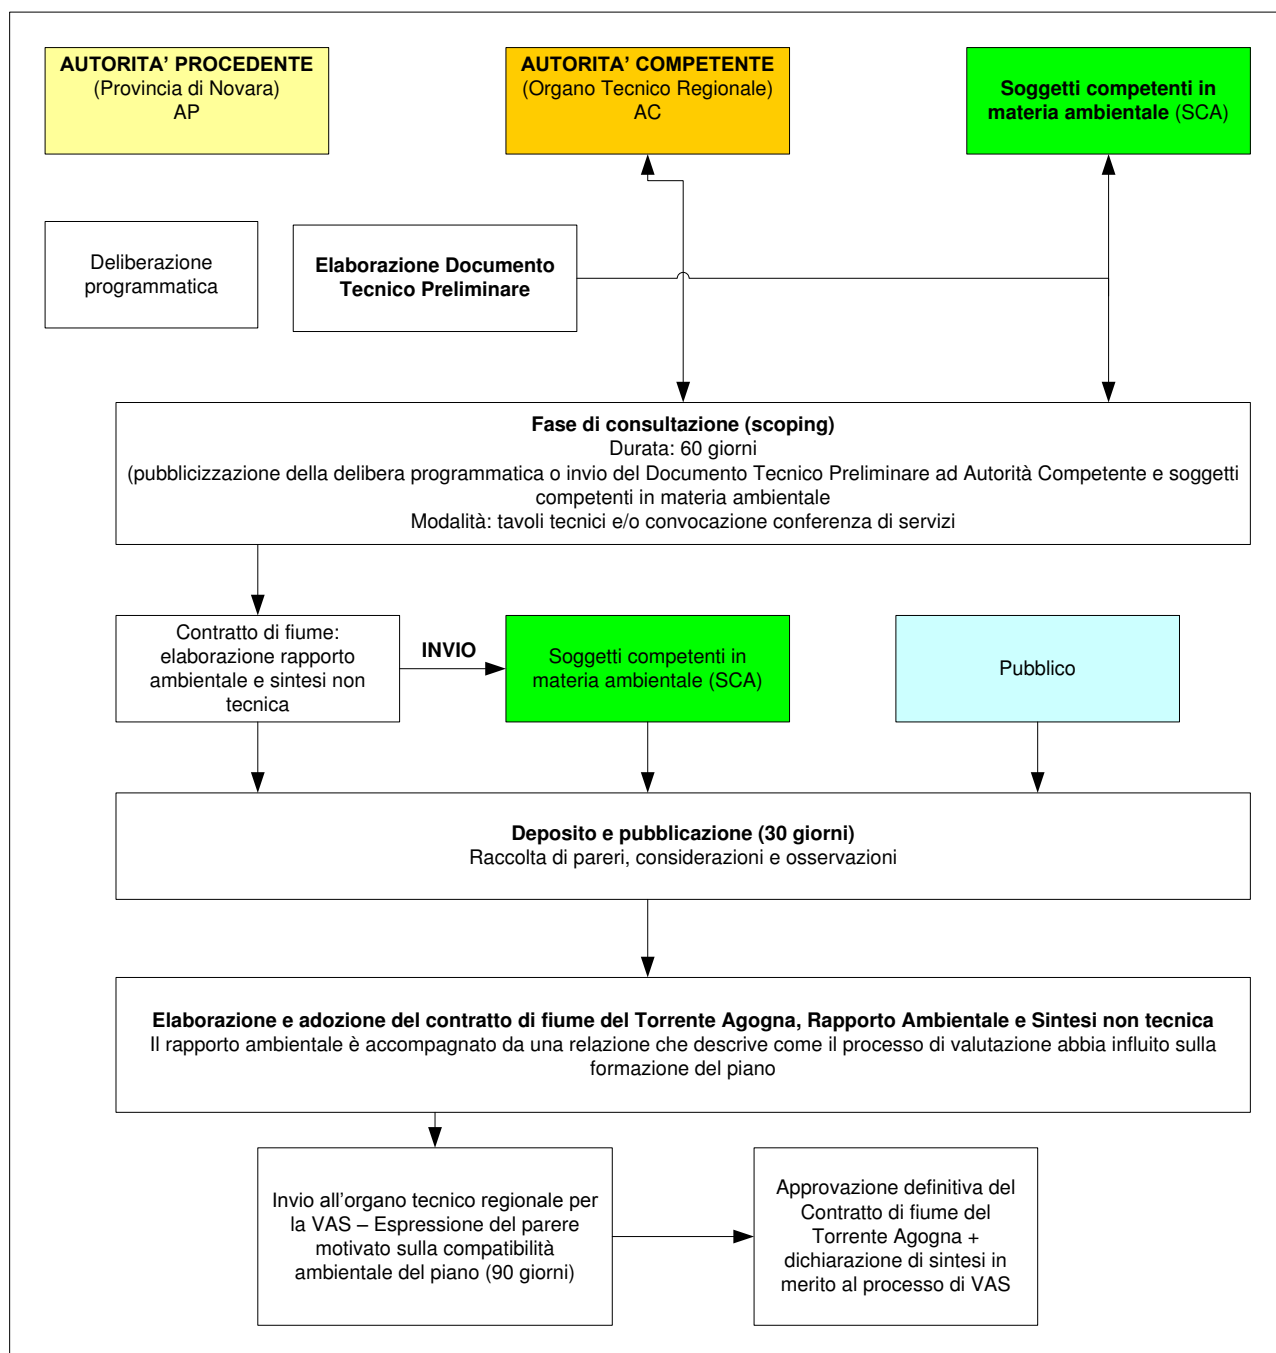 AUTORITA’ PROCEDENTE
(Provincia di Novara)
AP
AUTORITA’ COMPETENTE
(Organo Tecnico Regionale)
AC
Soggetti competenti in
materia ambientale (SCA)
Deliberazione
programmatica
Elaborazione Documento
Tecnico Preliminare
Fase di consultazione (scoping)
Durata: 60 giorni
(pubblicizzazione della delibera programmatica o invio del Documento Tecnico Preliminare ad Autorità Competente e soggetti
competenti in materia ambientale
Modalità: tavoli tecnici e/o convocazione conferenza di servizi
Contratto di fiume:
elaborazione rapporto
ambientale e sintesi non
tecnica
INVIO
Soggetti competenti in
materia ambientale (SCA)
Pubblico
Deposito e pubblicazione (30 giorni)
Raccolta di pareri, considerazioni e osservazioni
Elaborazione e adozione del contratto di fiume del Torrente Agogna, Rapporto Ambientale e Sintesi non tecnica
Il rapporto ambientale è accompagnato da una relazione che descrive come il processo di valutazione abbia influito sulla
formazione del piano
Invio all’organo tecnico regionale per
la VAS – Espressione del parere
motivato sulla compatibilità
ambientale del piano (90 giorni)
Approvazione definitiva del
Contratto di fiume del
Torrente Agogna +
dichiarazione di sintesi in
merito al processo di VAS